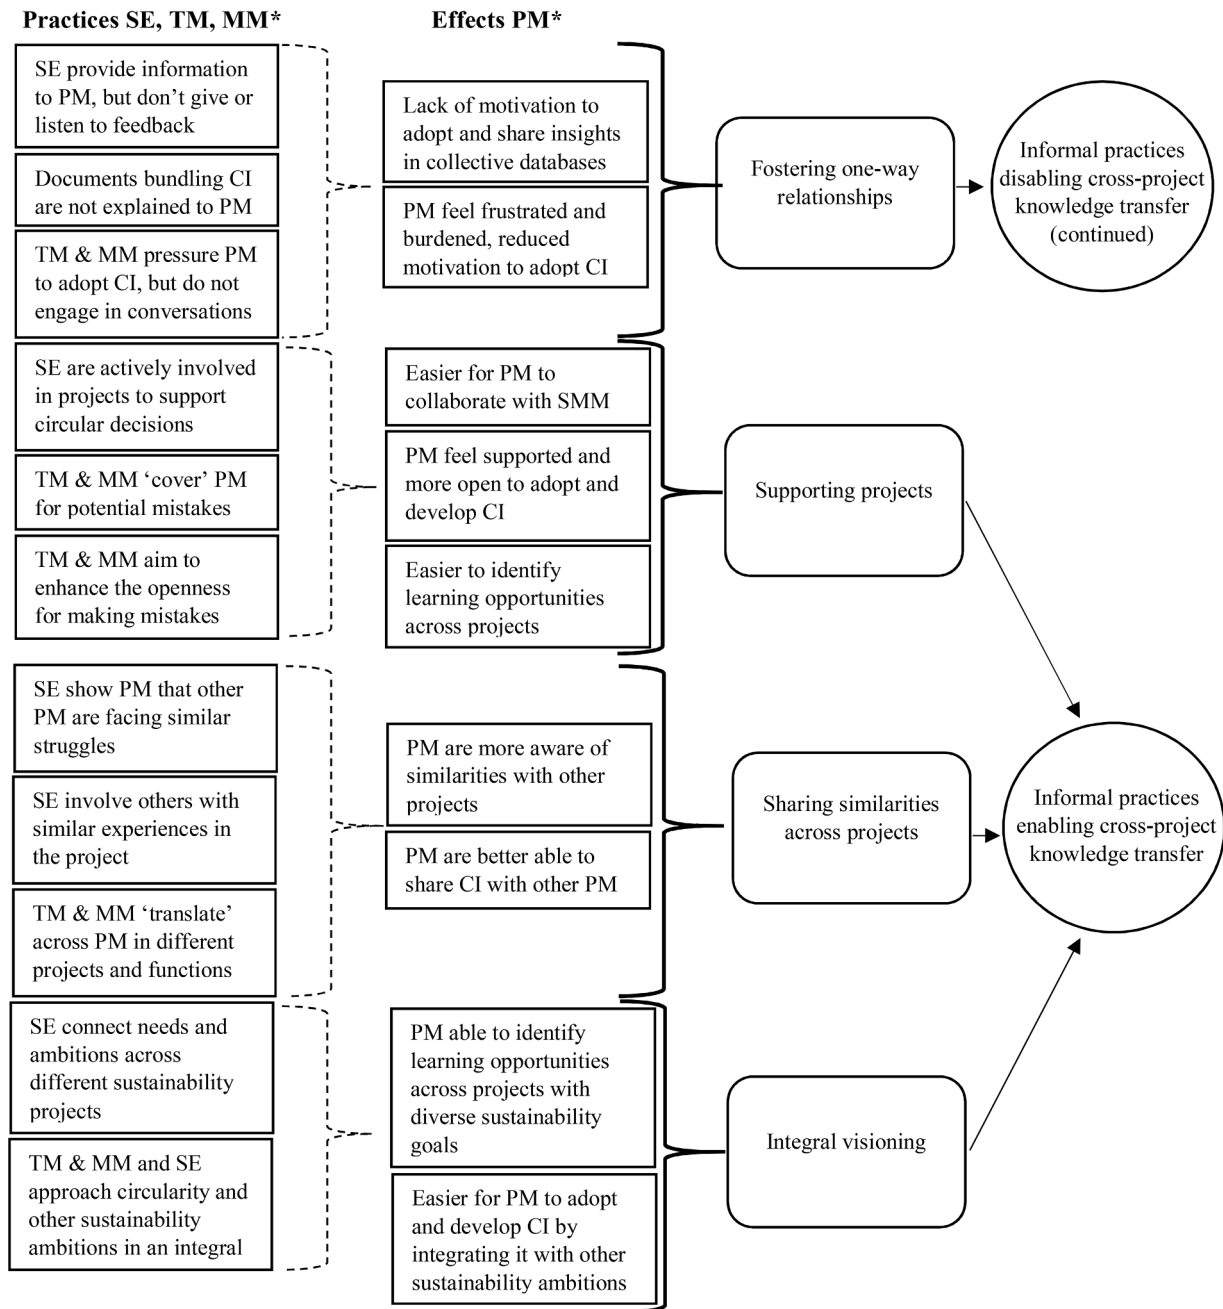 Practices SE, TM, MM*
Effects PM*
SE provide information
to PM, but don't give or
listen to feedback
Documents bundling CI
are not explained to PM
TM & MM pressure PM
to adopt CI, but do not
engage in conversations
Lack of motivation to
adopt and share insights
in collective databases
PM feel frustrated and
burdened, reduced
motivation to adopt CI
Fostering one-way
relationships
Informal practices
disabling cross-project
knowledge transfer
(continued)
SE are actively involved
in projects to support
circular decisions
TM & MM ‘cover’ PM
for potential mistakes
TM & MM aim to
enhance the openness
for making mistakes
Easier for PM to
collaborate with SMM
PM feel supported and
more open to adopt and
develop CI
Easier to identify
learning opportunities
across projects
Supporting projects
SE show PM that other
PM are facing similar
struggles
SE involve others with
similar experiences in
the project
TM & MM ‘translate’
across PM in different
projects and functions
PM are more aware of
similarities with other
projects
PM are better able to
share CI with other PM
Sharing similarities
across projects
Informal practices
enabling cross-project
knowledge transfer
SE connect needs and
ambitions across
different sustainability
projects
TM & MM and SE
approach circularity and
other sustainability
ambitions in an integral
PM able to identify
learning opportunities
across projects with
diverse sustainability
goals
Easier for PM to adopt
and develop CI by
integrating it with other
sustainability ambitions
Integral visioning